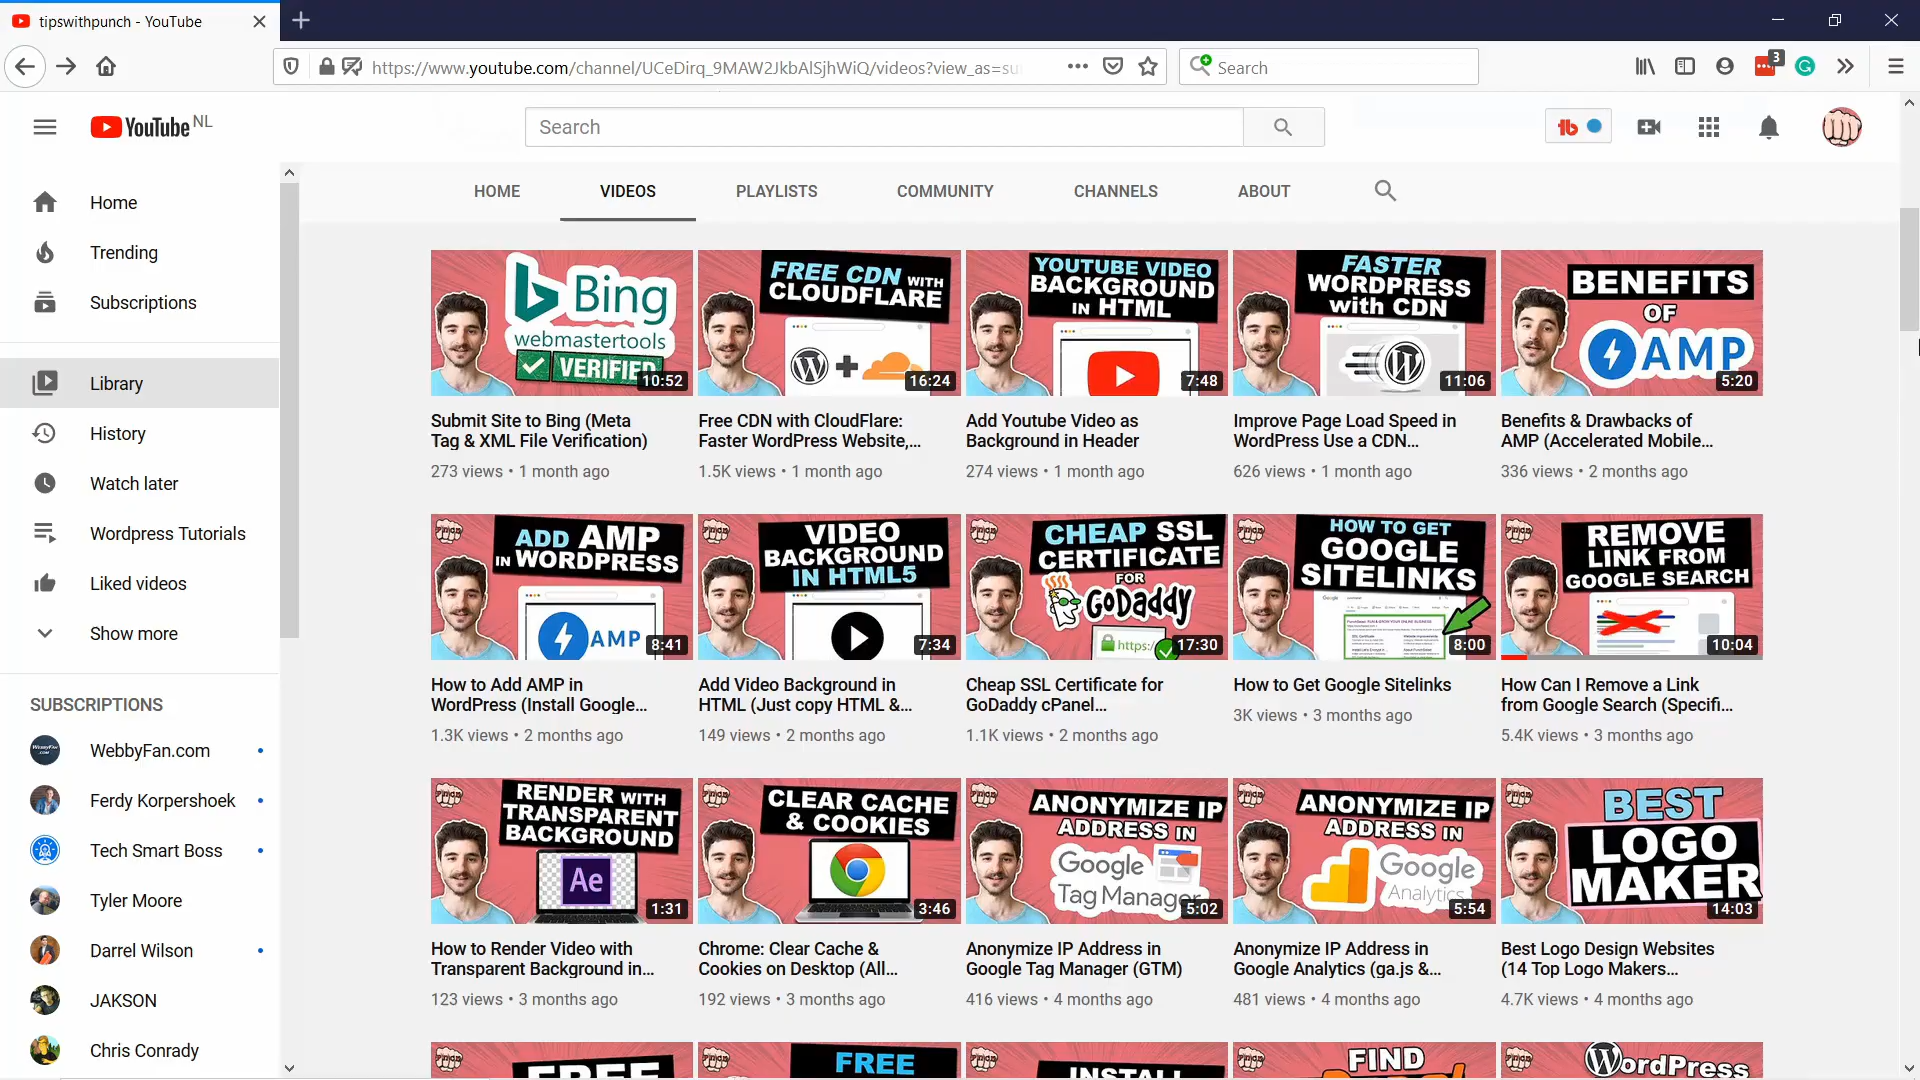 tipswithpunch - YouTube
https://www.youtube.com/channel/UCeDirq_9MAW2JkbAlSjhWiQ/videos?view_as=su
Search
3
YouTube NL
Search
HOME
VIDEOS
PLAYLISTS
COMMUNITY
CHANNELS
ABOUT
Home
Trending
Subscriptions
Library
History
Watch later
Wordpress Tutorials
Liked videos
Show more
SUBSCRIPTIONS
WebbyFan.com
Ferdy Korpershoek
Tech Smart Boss
Tyler Moore
Darrel Wilson
JAKSON
Chris Conrady
Bing
webmastertools
VERIFIED
10:52
Submit Site to Bing (Meta
Tag & XML File Verification)
273 views • 1 month ago
FREE CDN WITH
CLOUDFLARE
16:24
Free CDN with CloudFlare:
Faster WordPress Website,...
1.5K views • 1 month ago
YOUTUBE VIDEO
BACKGROUND
IN HTML
7:48
Add Youtube Video as
Background in Header
274 views • 1 month ago
FASTER
WORDPRESS
with CDN
11:06
Improve Page Load Speed in
WordPress Use a CDN...
626 views • 1 month ago
BENEFITS
OF
AMP
5:20
Benefits & Drawbacks of
AMP (Accelerated Mobile...
336 views • 2 months ago
ADD AMP
IN WORDPRESS
AMP
8:41
How to Add AMP in
WordPress (Install Google...
1.3K views • 2 months ago
VIDEO
BACKGROUND
IN HTML5
7:34
Add Video Background in
HTML (Just copy HTML &...
149 views • 2 months ago
CHEAP SSL
CERTIFICATE
FOR
GoDaddy
https:/
17:30
Cheap SSL Certificate for
GoDaddy cPanel...
1.1K views • 2 months ago
HOW TO GET
GOOGLE
SITELINKS
8:00
How to Get Google Sitelinks
3K views • 3 months ago
REMOVE
LINK FROM
GOOGLE SEARCH
10:04
How Can I Remove a Link
from Google Search (Specifi...
5.4K views • 3 months ago
RENDER WITH
TRANSPARENT
BACKGROUND
Ae
1:31
How to Render Video with
Transparent Background in...
123 views • 3 months ago
CLEAR CACHE
& COOKIES
3:46
Chrome: Clear Cache &
Cookies on Desktop (All...
192 views • 3 months ago
ANONYMIZE IP
ADDRESS IN
Google
Tag Manager
5:02
Anonymize IP Address in
Google Tag Manager (GTM)
416 views • 4 months ago
ANONYMIZE IP
ADDRESS IN
Google
Analytics
5:54
Anonymize IP Address in
Google Analytics (ga.js &...
481 views • 4 months ago
BEST
LOGO
MAKER
14:03
Best Logo Design Websites
(14 Top Logo Makers...
4.7K views • 4 months ago
FREE
FREE
INSTALL
FIND
WordPress